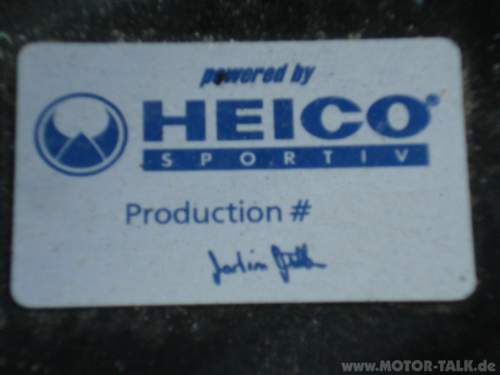 powered by
HEICO®
SPORTIV
Production #
www.MOTOR-TALK.de